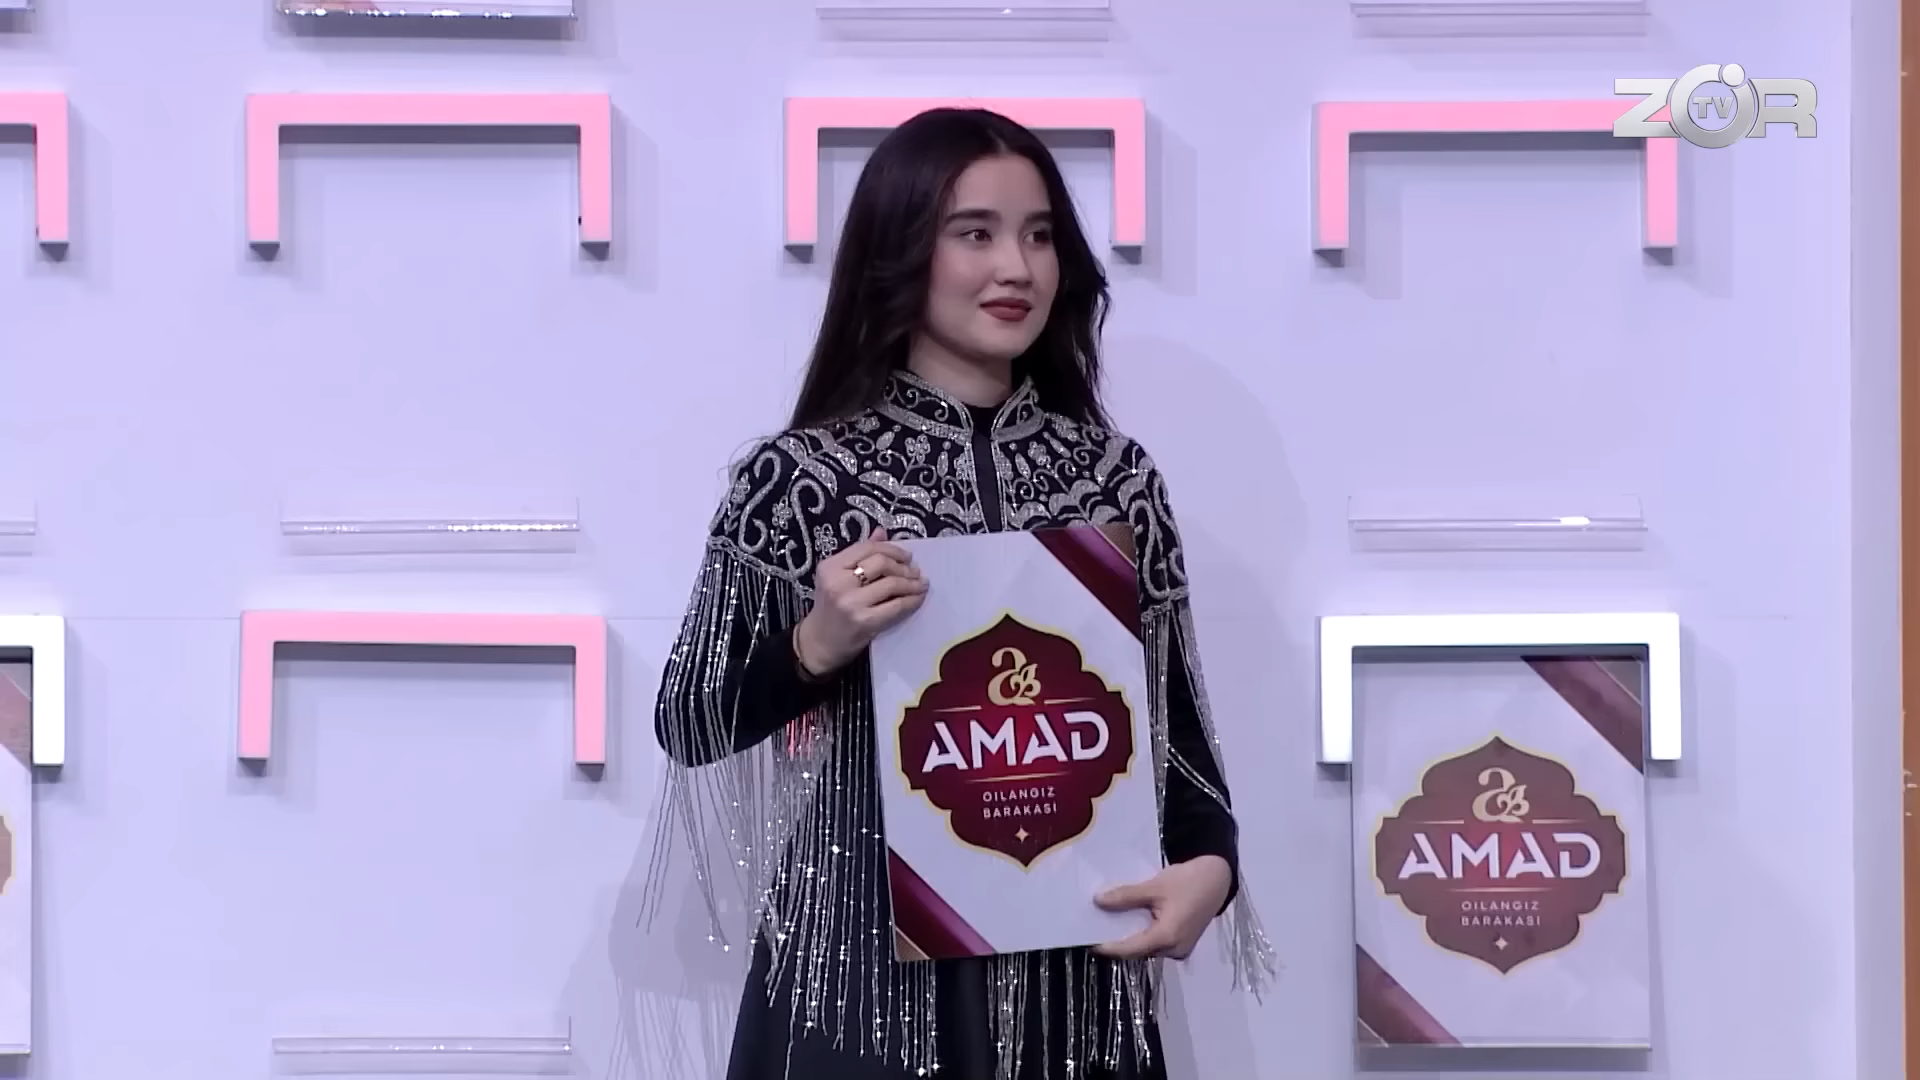 ZOR
TV
AMAD
OILANGIZ
BARAKASI
AMAD
OILANGIZ
BARAKASI